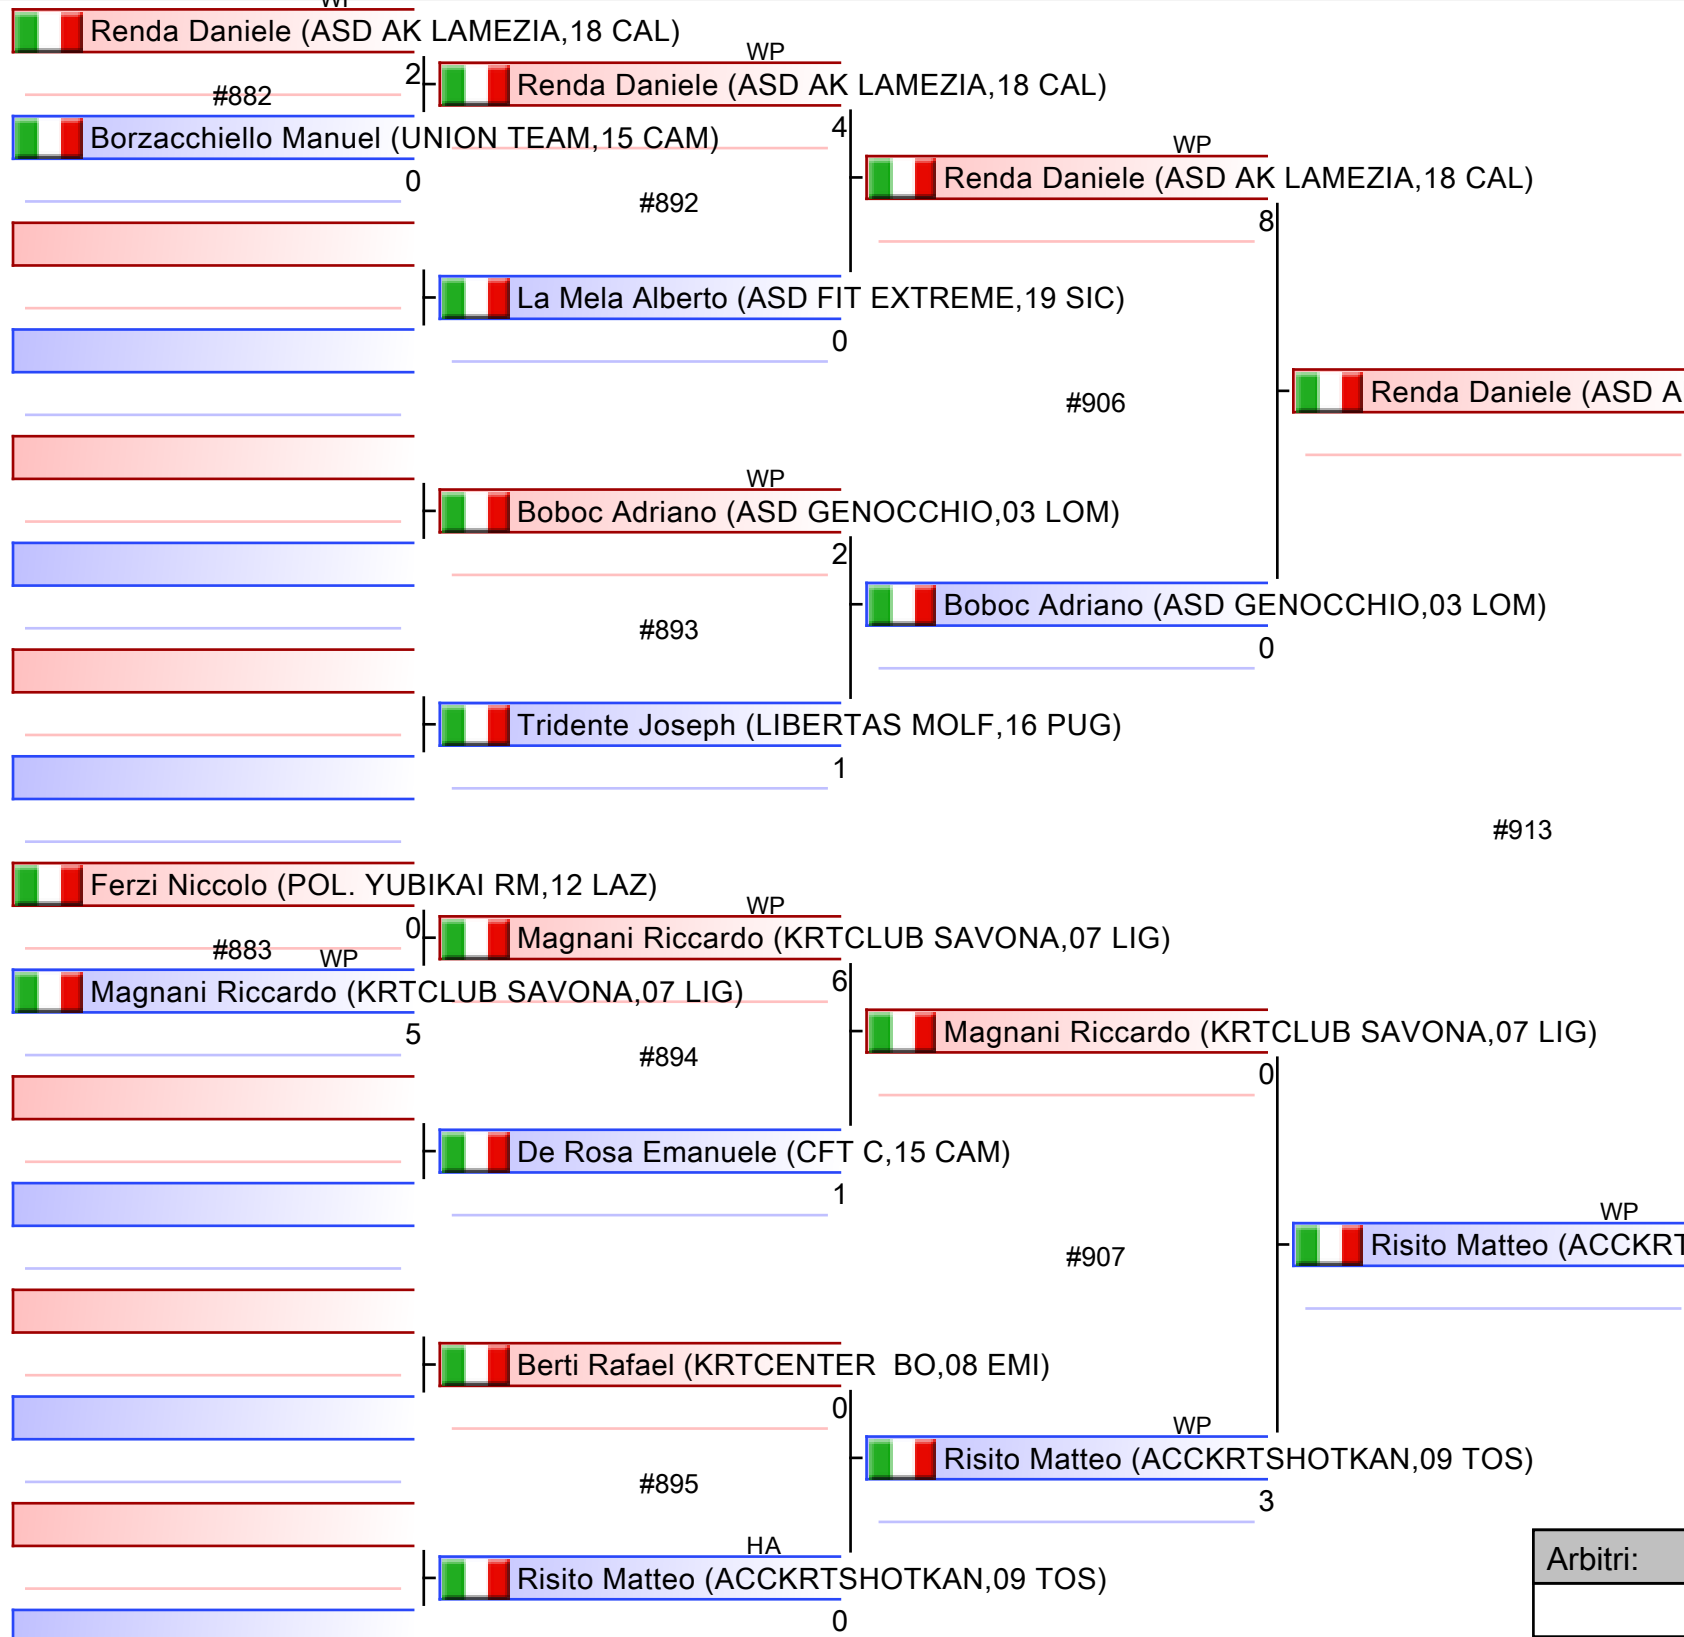 WP
Renda Daniele (ASD AK LAMEZIA,18 CAL)
2
#882
Borzacchiello Manuel (UNION TEAM,15 CAM)
0
WP
Renda Daniele (ASD AK LAMEZIA,18 CAL)
4
#892
La Mela Alberto (ASD FIT EXTREME,19 SIC)
0
WP
Renda Daniele (ASD AK LAMEZIA,18 CAL)
8
#906
Renda Daniele (ASD A
WP
Boboc Adriano (ASD GENOCCHIO,03 LOM)
2
#893
Boboc Adriano (ASD GENOCCHIO,03 LOM)
0
Tridente Joseph (LIBERTAS MOLF,16 PUG)
1
#913
Ferzi Niccolo (POL. YUBIKAI RM,12 LAZ)
0
#883
WP
Magnani Riccardo (KRTCLUB SAVONA,07 LIG)
5
WP
Magnani Riccardo (KRTCLUB SAVONA,07 LIG)
6
#894
Magnani Riccardo (KRTCLUB SAVONA,07 LIG)
0
De Rosa Emanuele (CFT C,15 CAM)
1
#907
WP
Risito Matteo (ACCKRT
Berti Rafael (KRTCENTER  BO,08 EMI)
0
#895
WP
Risito Matteo (ACCKRTSHOTKAN,09 TOS)
3
HA
Risito Matteo (ACCKRTSHOTKAN,09 TOS)
0
Arbitri: